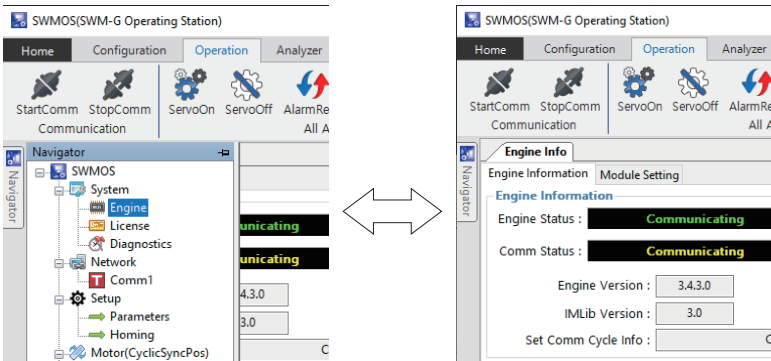 SWMOS(SWM-G Operating Station)
Home Configuration Operation Analyzer
StartComm StopComm ServoOn ServoOff AlarmRe
Communication All A
Navigator
Navigator
SWMOS
System
Engine
License
Diagnostics
Network
Comm1
Setup
Parameters
Homing
Motor(CyclicSyncPos)
unicating
unicating
4.3.0
3.0
C
SWMOS(SWM-G Operating Station)
Home Configuration Operation Analyzer
StartComm StopComm ServoOn ServoOff AlarmRe
Communication All A
Navigator
Engine Info
Engine Information Module Setting
Engine Information
Engine Status : Communicating
Comm Status : Communicating
Engine Version : 3.4.3.0
IMLib Version : 3.0
Set Comm Cycle Info : C